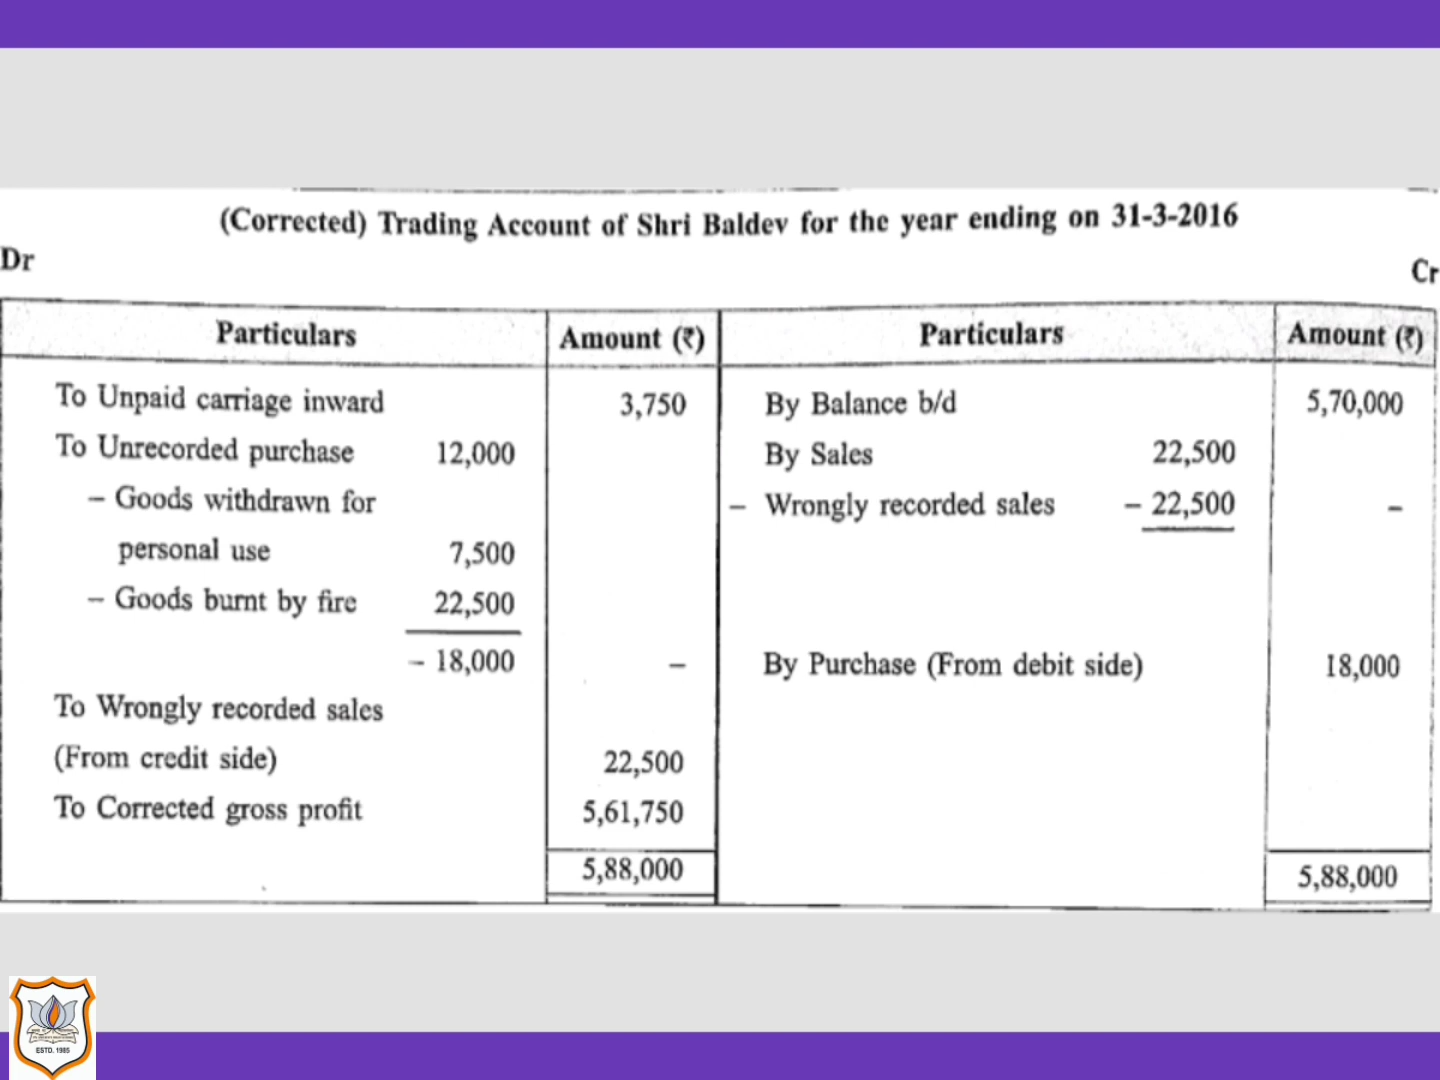 (Corrected) Trading Account of Shri Baldev for the year ending on 31-3-2016
Dr Cr
Particulars Amount (₹) Particulars Amount (₹)
To Unpaid carriage inward 3,750 By Balance b/d 5,70,000
To Unrecorded purchase 12,000 By Sales 22,500
– Goods withdrawn for – Wrongly recorded sales – 22,500 –
personal use 7,500
– Goods burnt by fire 22,500
– 18,000 – By Purchase (From debit side) 18,000
To Wrongly recorded sales
(From credit side) 22,500
To Corrected gross profit 5,61,750
5,88,000 5,88,000
ESTD. 1985